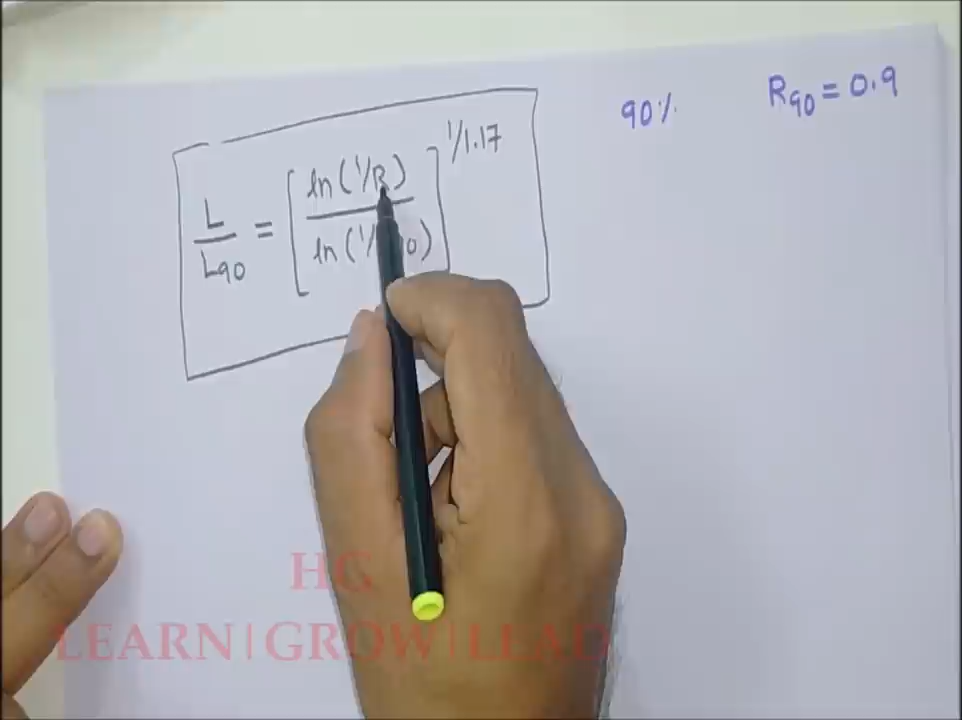 90% R90 = 0.9
L/L90 = [ln(1/R)/ln(1/R90)]^1/1.17
HG
LEARN|GROW|LEAD